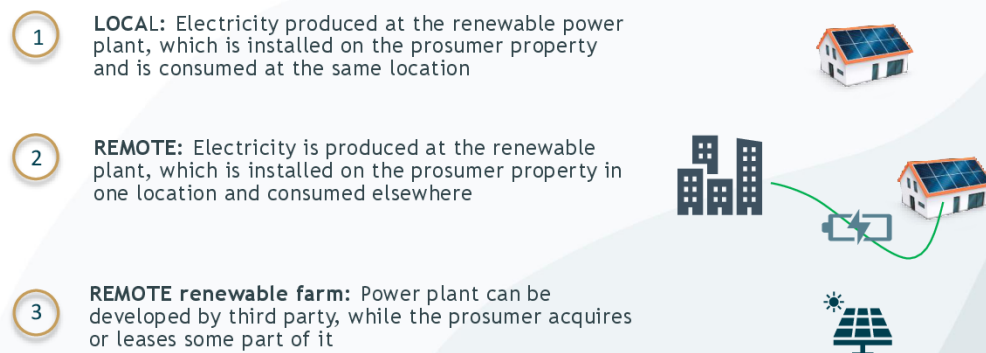 1
LOCAL: Electricity produced at the renewable power
plant, which is installed on the prosumer property
and is consumed at the same location
2
REMOTE: Electricity is produced at the renewable
plant, which is installed on the prosumer property in
one location and consumed elsewhere
3
REMOTE renewable farm: Power plant can be
developed by third party, while the prosumer acquires
or leases some part of it